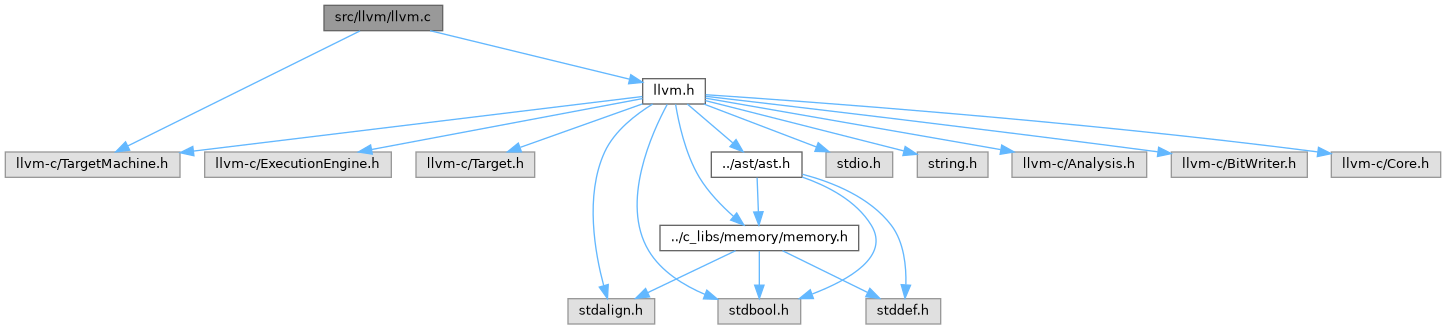 src/llvm/llvm.c
llvm.h
llvm-c/TargetMachine.h
llvm-c/ExecutionEngine.h
llvm-c/Target.h
../ast/ast.h
stdio.h
string.h
llvm-c/Analysis.h
llvm-c/BitWriter.h
llvm-c/Core.h
../c_libs/memory/memory.h
stdalign.h
stdbool.h
stddef.h